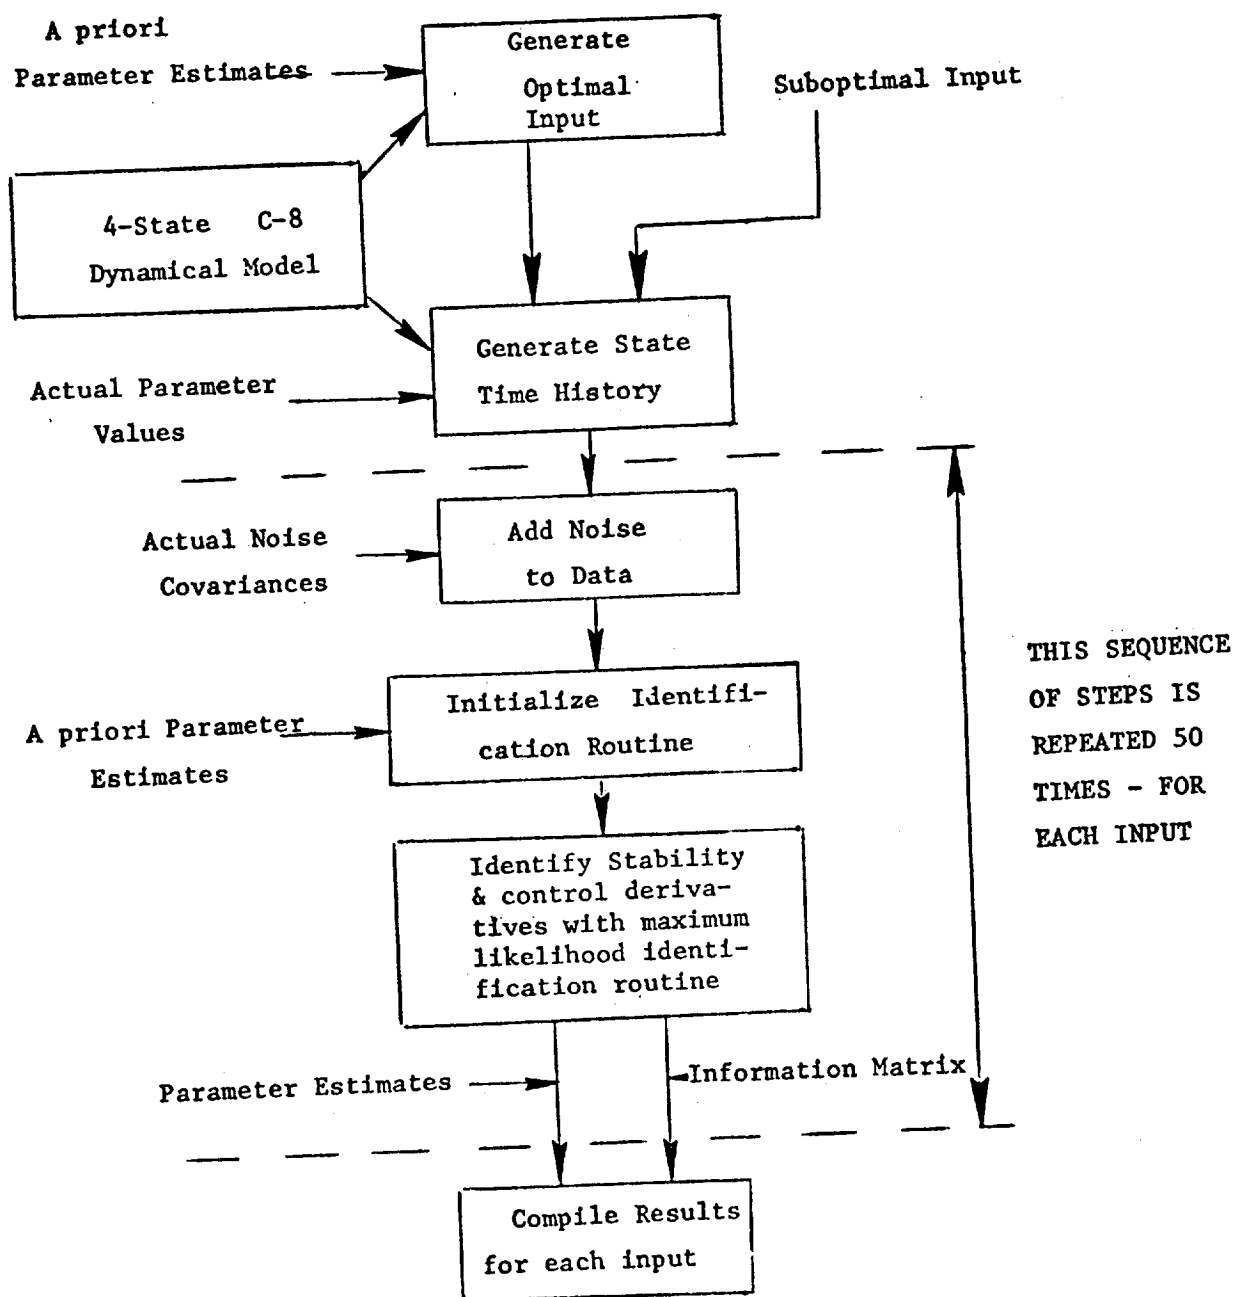 A priori
Parameter Estimates
Generate
Optimal
Input
Suboptimal Input
4-State C-8
Dynamical Model
Generate State
Time History
Actual Parameter
Values
Add Noise
to Data
Actual Noise
Covariances
Initialize Identifi-
cation Routine
A priori Parameter
Estimates
THIS SEQUENCE
OF STEPS IS
REPEATED 50
TIMES - FOR
EACH INPUT
Identify Stability
& control deriva-
tives with maximum
likelihood identi-
fication routine
Parameter Estimates
Information Matrix
Compile Results
for each input